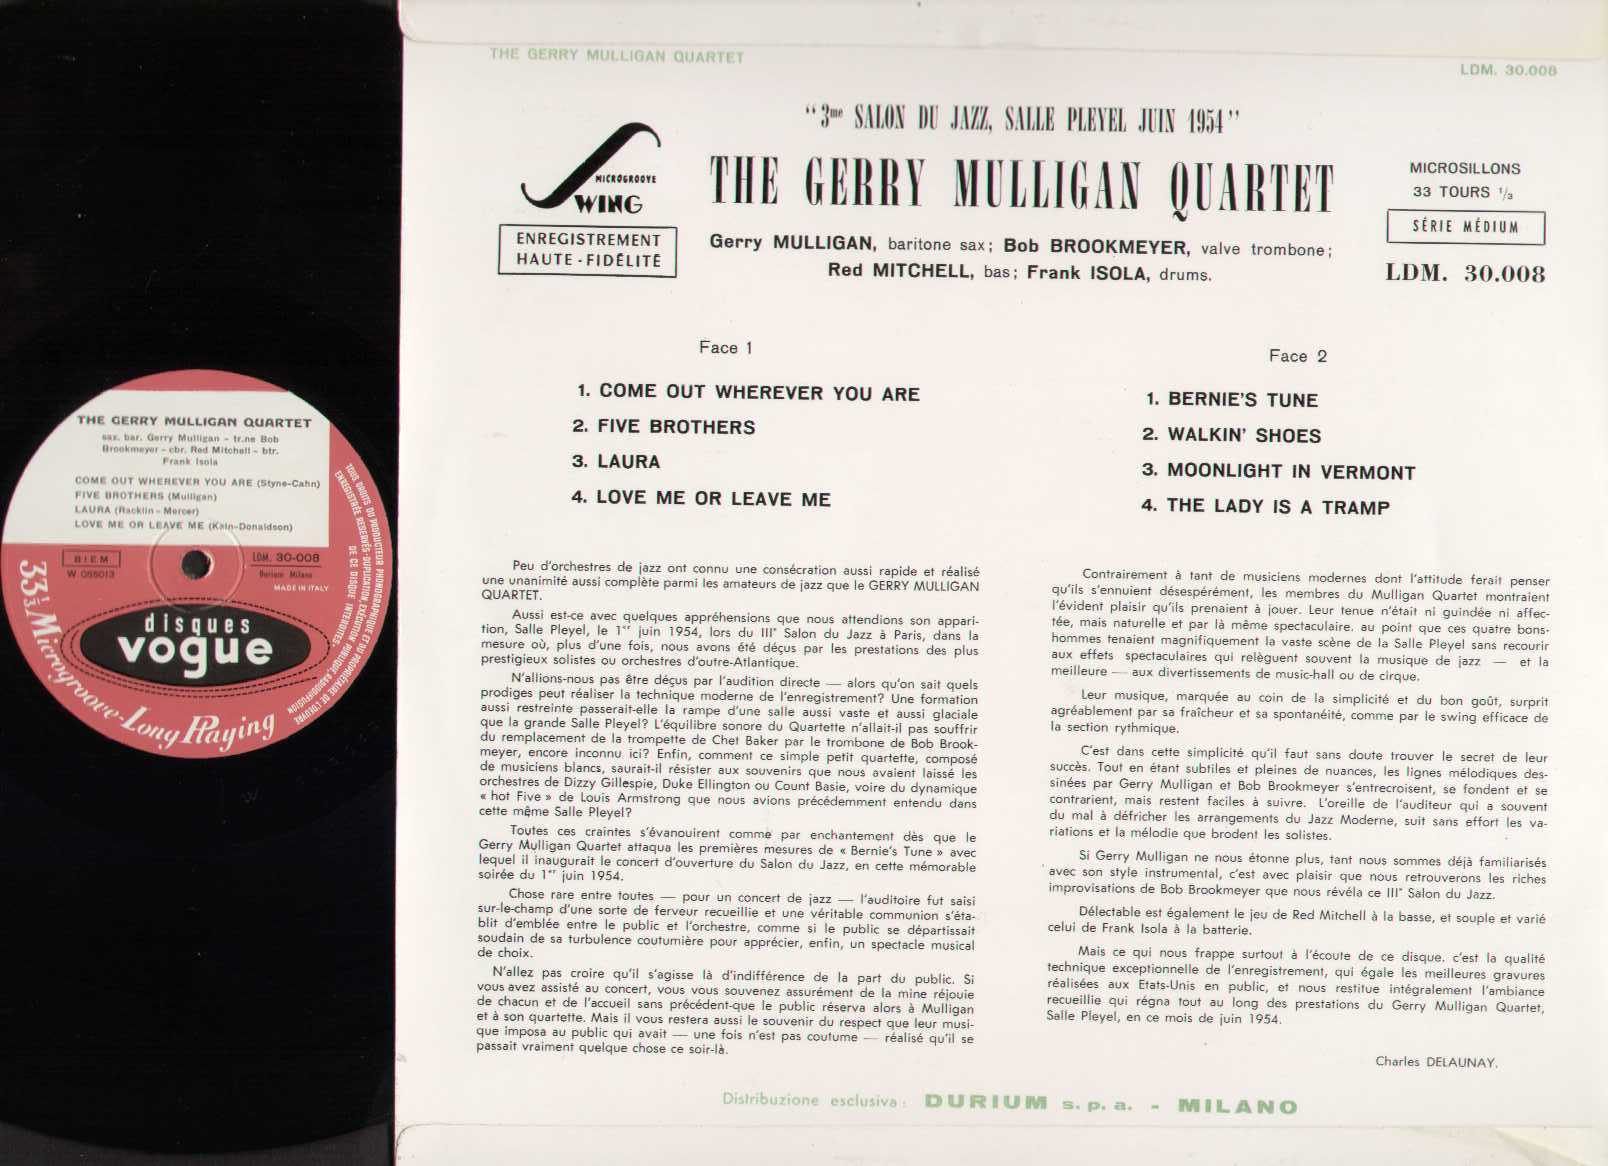 THE GERRY MULLIGAN QUARTET
sax. bar. Gerry Mulligan - tr.ne Bob
Brookmeyer - cbr. Red Mitchell - btr.
Frank Isola
COME OUT WHEREVER YOU ARE (Styne-Cahn)
FIVE BROTHERS (Mulligan)
LAURA (Racklin - Mercer)
LOVE ME OR LEAVE ME (Kain-Donaldson)
BIEM
W 055013
LDM. 30-008
Durium Milano
MADE IN ITALY
disques
vogue
33 1/3 Microgroove-Long Playing
TOUS DROITS DU PRODUCTEUR PHONOGRAPHIQUE ET DU PROPRIÉTAIRE DE L'OEUVRE
ENREGISTRÉE RÉSERVÉS-DUPLICATION, EXÉCUTION PUBLIQUE, RADIODIFFUSION
DE CE DISQUE INTERDITES
THE GERRY MULLIGAN QUARTET
LDM. 30.008
"3me SALON DU JAZZ, SALLE PLEYEL JUIN 1954"
THE GERRY MULLIGAN QUARTET
MICROGROOVE
SWING
ENREGISTREMENT
HAUTE-FIDÉLITÉ
Gerry MULLIGAN, baritone sax; Bob BROOKMEYER, valve trombone;
Red MITCHELL, bas; Frank ISOLA, drums.
MICROSILLONS
33 TOURS 1/3
SÉRIE MÉDIUM
LDM. 30.008
Face 1
1. COME OUT WHEREVER YOU ARE
2. FIVE BROTHERS
3. LAURA
4. LOVE ME OR LEAVE ME
Face 2
1. BERNIE'S TUNE
2. WALKIN' SHOES
3. MOONLIGHT IN VERMONT
4. THE LADY IS A TRAMP
Peu d'orchestres de jazz ont connu une consécration aussi rapide et réalisé
une unanimité aussi complète parmi les amateurs de jazz que le GERRY MULLIGAN
QUARTET.
Aussi est-ce avec quelques appréhensions que nous attendions son appari-
tion, Salle Pleyel, le 1er juin 1954, lors du III° Salon du Jazz à Paris, dans la
mesure où, plus d'une fois, nous avons été déçus par les prestations des plus
prestigieux solistes ou orchestres d'outre-Atlantique.
N'allions-nous pas être déçus par l'audition directe — alors qu'on sait quels
prodiges peut réaliser la technique moderne de l'enregistrement? Une formation
aussi restreinte passerait-elle la rampe d'une salle aussi vaste et aussi glaciale
que la grande Salle Pleyel? L'équilibre sonore du Quartette n'allait-il pas souffrir
du remplacement de la trompette de Chet Baker par le trombone de Bob Brook-
meyer, encore inconnu ici? Enfin, comment ce simple petit quartette, composé
de musiciens blancs, saurait-il résister aux souvenirs que nous avaient laissé les
orchestres de Dizzy Gillespie, Duke Ellington ou Count Basie, voire du dynamique
« hot Five » de Louis Armstrong que nous avions précédemment entendu dans
cette même Salle Pleyel?
Toutes ces craintes s'évanouirent comme par enchantement dès que le
Gerry Mulligan Quartet attaqua les premières mesures de « Bernie's Tune » avec
lequel il inaugurait le concert d'ouverture du Salon du Jazz, en cette mémorable
soirée du 1er juin 1954.
Chose rare entre toutes — pour un concert de jazz — l'auditoire fut saisi
sur-le-champ d'une sorte de ferveur recueillie et une véritable communion s'éta-
blit d'emblée entre le public et l'orchestre, comme si le public se départissait
soudain de sa turbulence coutumière pour apprécier, enfin, un spectacle musical
de choix.
N'allez pas croire qu'il s'agisse là d'indifférence de la part du public. Si
vous avez assisté au concert, vous vous souvenez assurément de la mine réjouie
de chacun et de l'accueil sans précédent-que le public réserva alors à Mulligan
et à son quartette. Mais il vous restera aussi le souvenir du respect que leur musi-
que imposa au public qui avait — une fois n'est pas coutume — réalisé qu'il se
passait vraiment quelque chose ce soir-là.
Contrairement à tant de musiciens modernes dont l'attitude ferait penser
qu'ils s'ennuient désespérément, les membres du Mulligan Quartet montraient
l'évident plaisir qu'ils prenaient à jouer. Leur tenue n'était ni guindée ni affec-
tée, mais naturelle et par là même spectaculaire. au point que ces quatre bons-
hommes tenaient magnifiquement la vaste scène de la Salle Pleyel sans recourir
aux effets spectaculaires qui relèguent souvent la musique de jazz — et la
meilleure — aux divertissements de music-hall ou de cirque.
Leur musique, marquée au coin de la simplicité et du bon goût, surprit
agréablement par sa fraîcheur et sa spontanéité, comme par le swing efficace de
la section rythmique.
C'est dans cette simplicité qu'il faut sans doute trouver le secret de leur
succès. Tout en étant subtiles et pleines de nuances, les lignes mélodiques des-
sinées par Gerry Mulligan et Bob Brookmeyer s'entrecroisent, se fondent et se
contrarient, mais restent faciles à suivre. L'oreille de l'auditeur qui a souvent
du mal à défricher les arrangements du Jazz Moderne, suit sans effort les va-
riations et la mélodie que brodent les solistes.
Si Gerry Mulligan ne nous étonne plus, tant nous sommes déjà familiarisés
avec son style instrumental, c'est avec plaisir que nous retrouverons les riches
improvisations de Bob Brookmeyer que nous révéla ce III° Salon du Jazz.
Délectable est également le jeu de Red Mitchell à la basse, et souple et varié
celui de Frank Isola à la batterie.
Mais ce qui nous frappe surtout à l'écoute de ce disque. c'est la qualité
technique exceptionnelle de l'enregistrement, qui égale les meilleures gravures
réalisées aux Etats-Unis en public, et nous restitue intégralement l'ambiance
recueillie qui régna tout au long des prestations du Gerry Mulligan Quartet,
Salle Pleyel, en ce mois de juin 1954.
Charles DELAUNAY.
Distribuzione esclusiva: DURIUM s.p.a. - MILANO